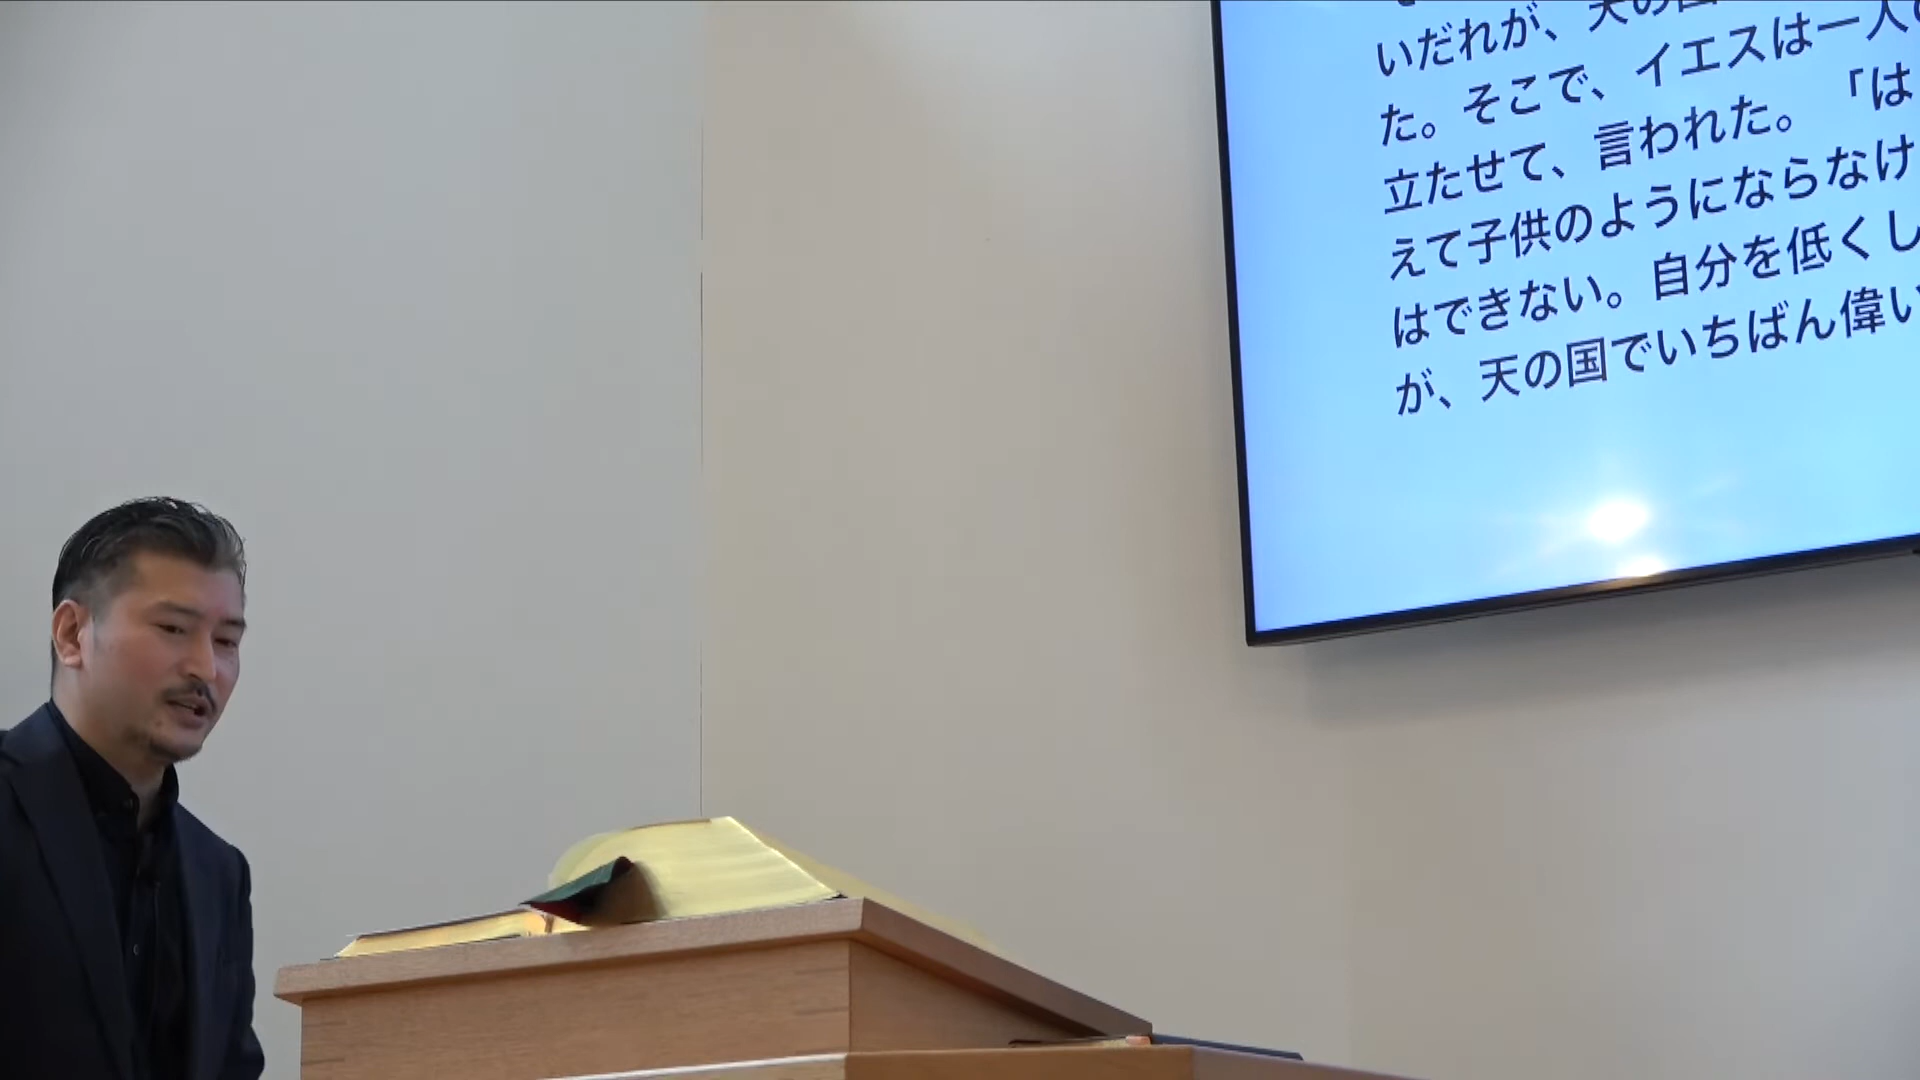 いだれが、天の国
た。そこで、イエスは一人
立たせて、言われた。「は
えて子供のようにならなけ
はできない。自分を低くし
が、天の国でいちばん偉い